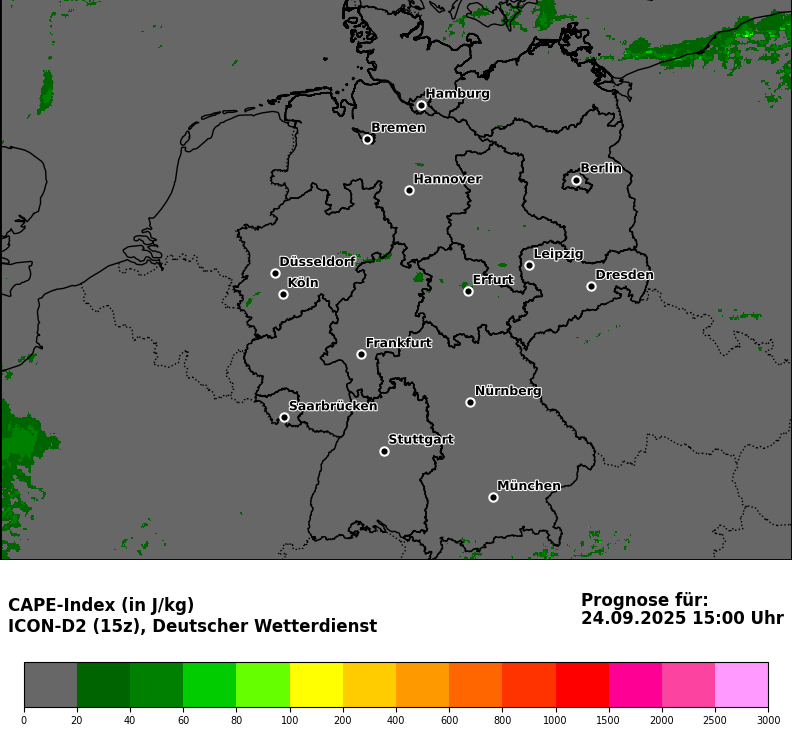 Hamburg
Bremen
Berlin
Hannover
Leipzig
Düsseldorf
Dresden
Erfurt
Köln
Frankfurt
Nürnberg
Saarbrücken
Stuttgart
München
CAPE-Index (in J/kg)
ICON-D2 (15z), Deutscher Wetterdienst
Prognose für:
24.09.2025 15:00 Uhr
0 20 40 60 80 100 200 400 600 800 1000 1500 2000 2500 3000